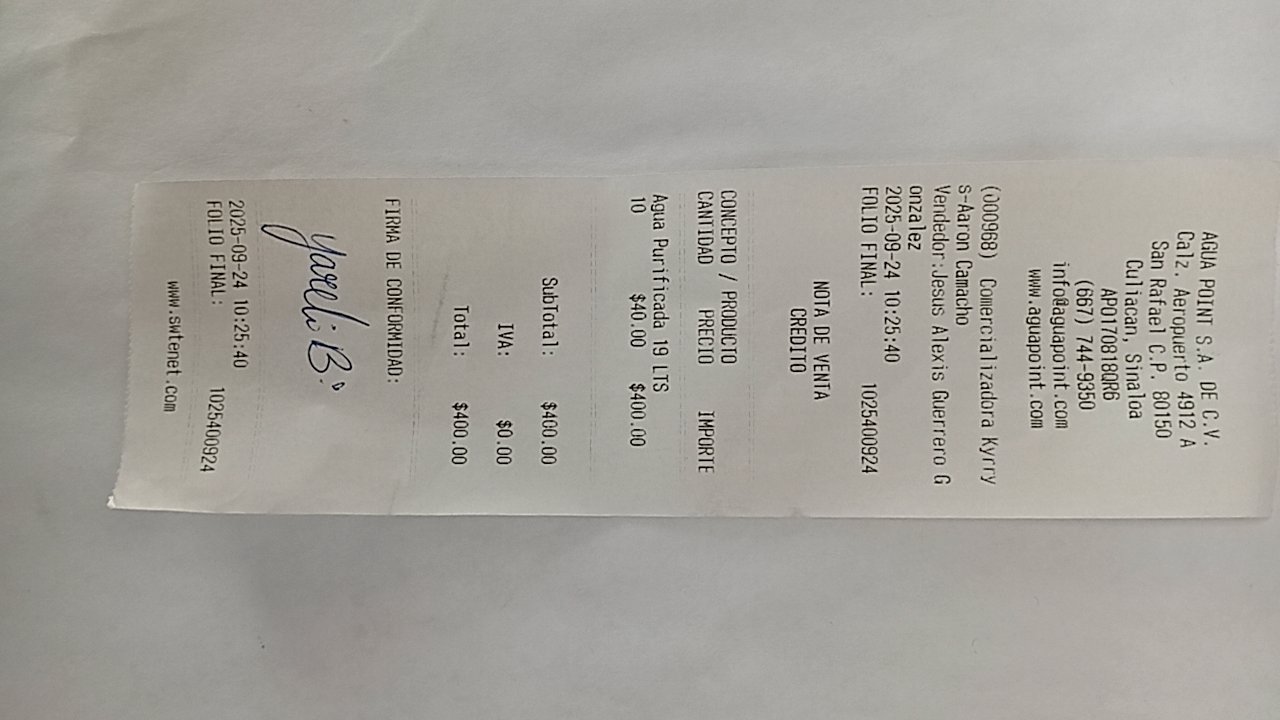 AGUA POINT S.A. DE C.V.
Calz. Aeropuerto 4912 A
San Rafael C.P. 80150
Culiacan, Sinaloa
APO170818QR6
(667) 744-9350
info@aguapoint.com
www.aguapoint.com
(000968) Comercializadora Kyrry
s-Aaron Camacho
Vendedor:Jesus Alexis Guerrero G
onzalez
2025-09-24 10:25:40
FOLIO FINAL: 1025400924
NOTA DE VENTA
CREDITO
CONCEPTO / PRODUCTO
CANTIDAD PRECIO IMPORTE
Agua Purificada 19 LTS
10 $40.00 $400.00
SubTotal: $400.00
IVA: $0.00
Total: $400.00
FIRMA DE CONFORMIDAD:
Yareli B.
2025-09-24 10:25:40
FOLIO FINAL: 1025400924
www.swtenet.com